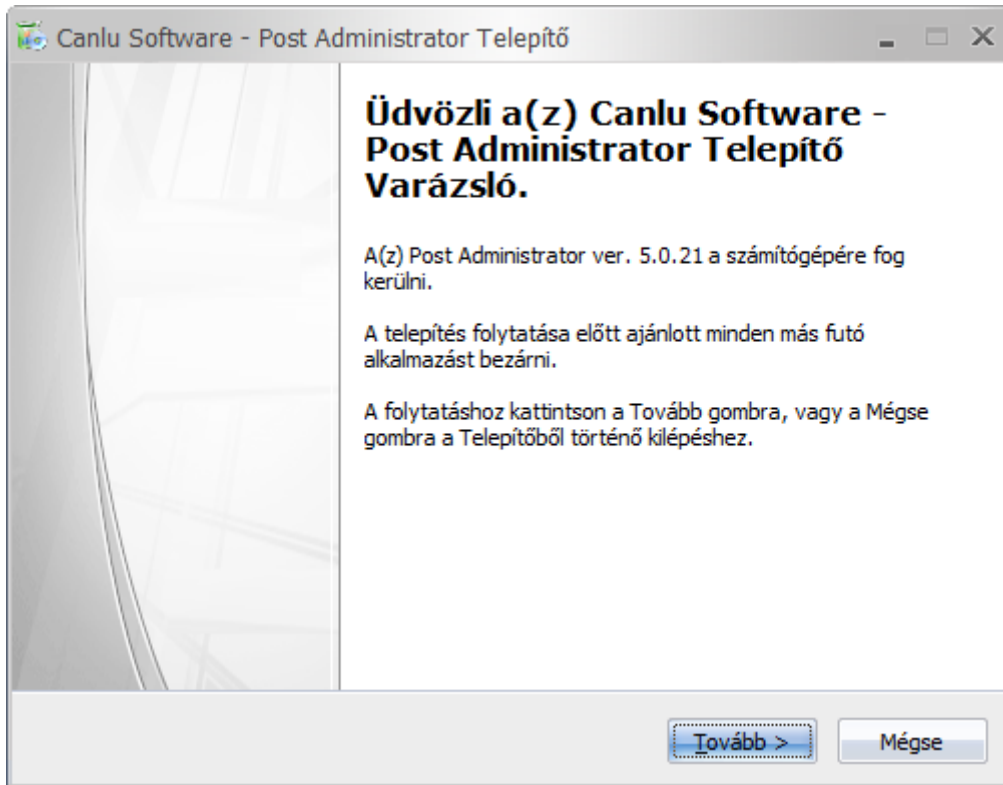 Canlu Software - Post Administrator Telepítő
Üdvözli a(z) Canlu Software -
Post Administrator Telepítő
Varázsló.
A(z) Post Administrator ver. 5.0.21 a számítógépére fog
kerülni.
A telepítés folytatása előtt ajánlott minden más futó
alkalmazást bezárni.
A folytatáshoz kattintson a Tovább gombra, vagy a Mégse
gombra a Telepítőből történő kilépéshez.
Tovább > Mégse